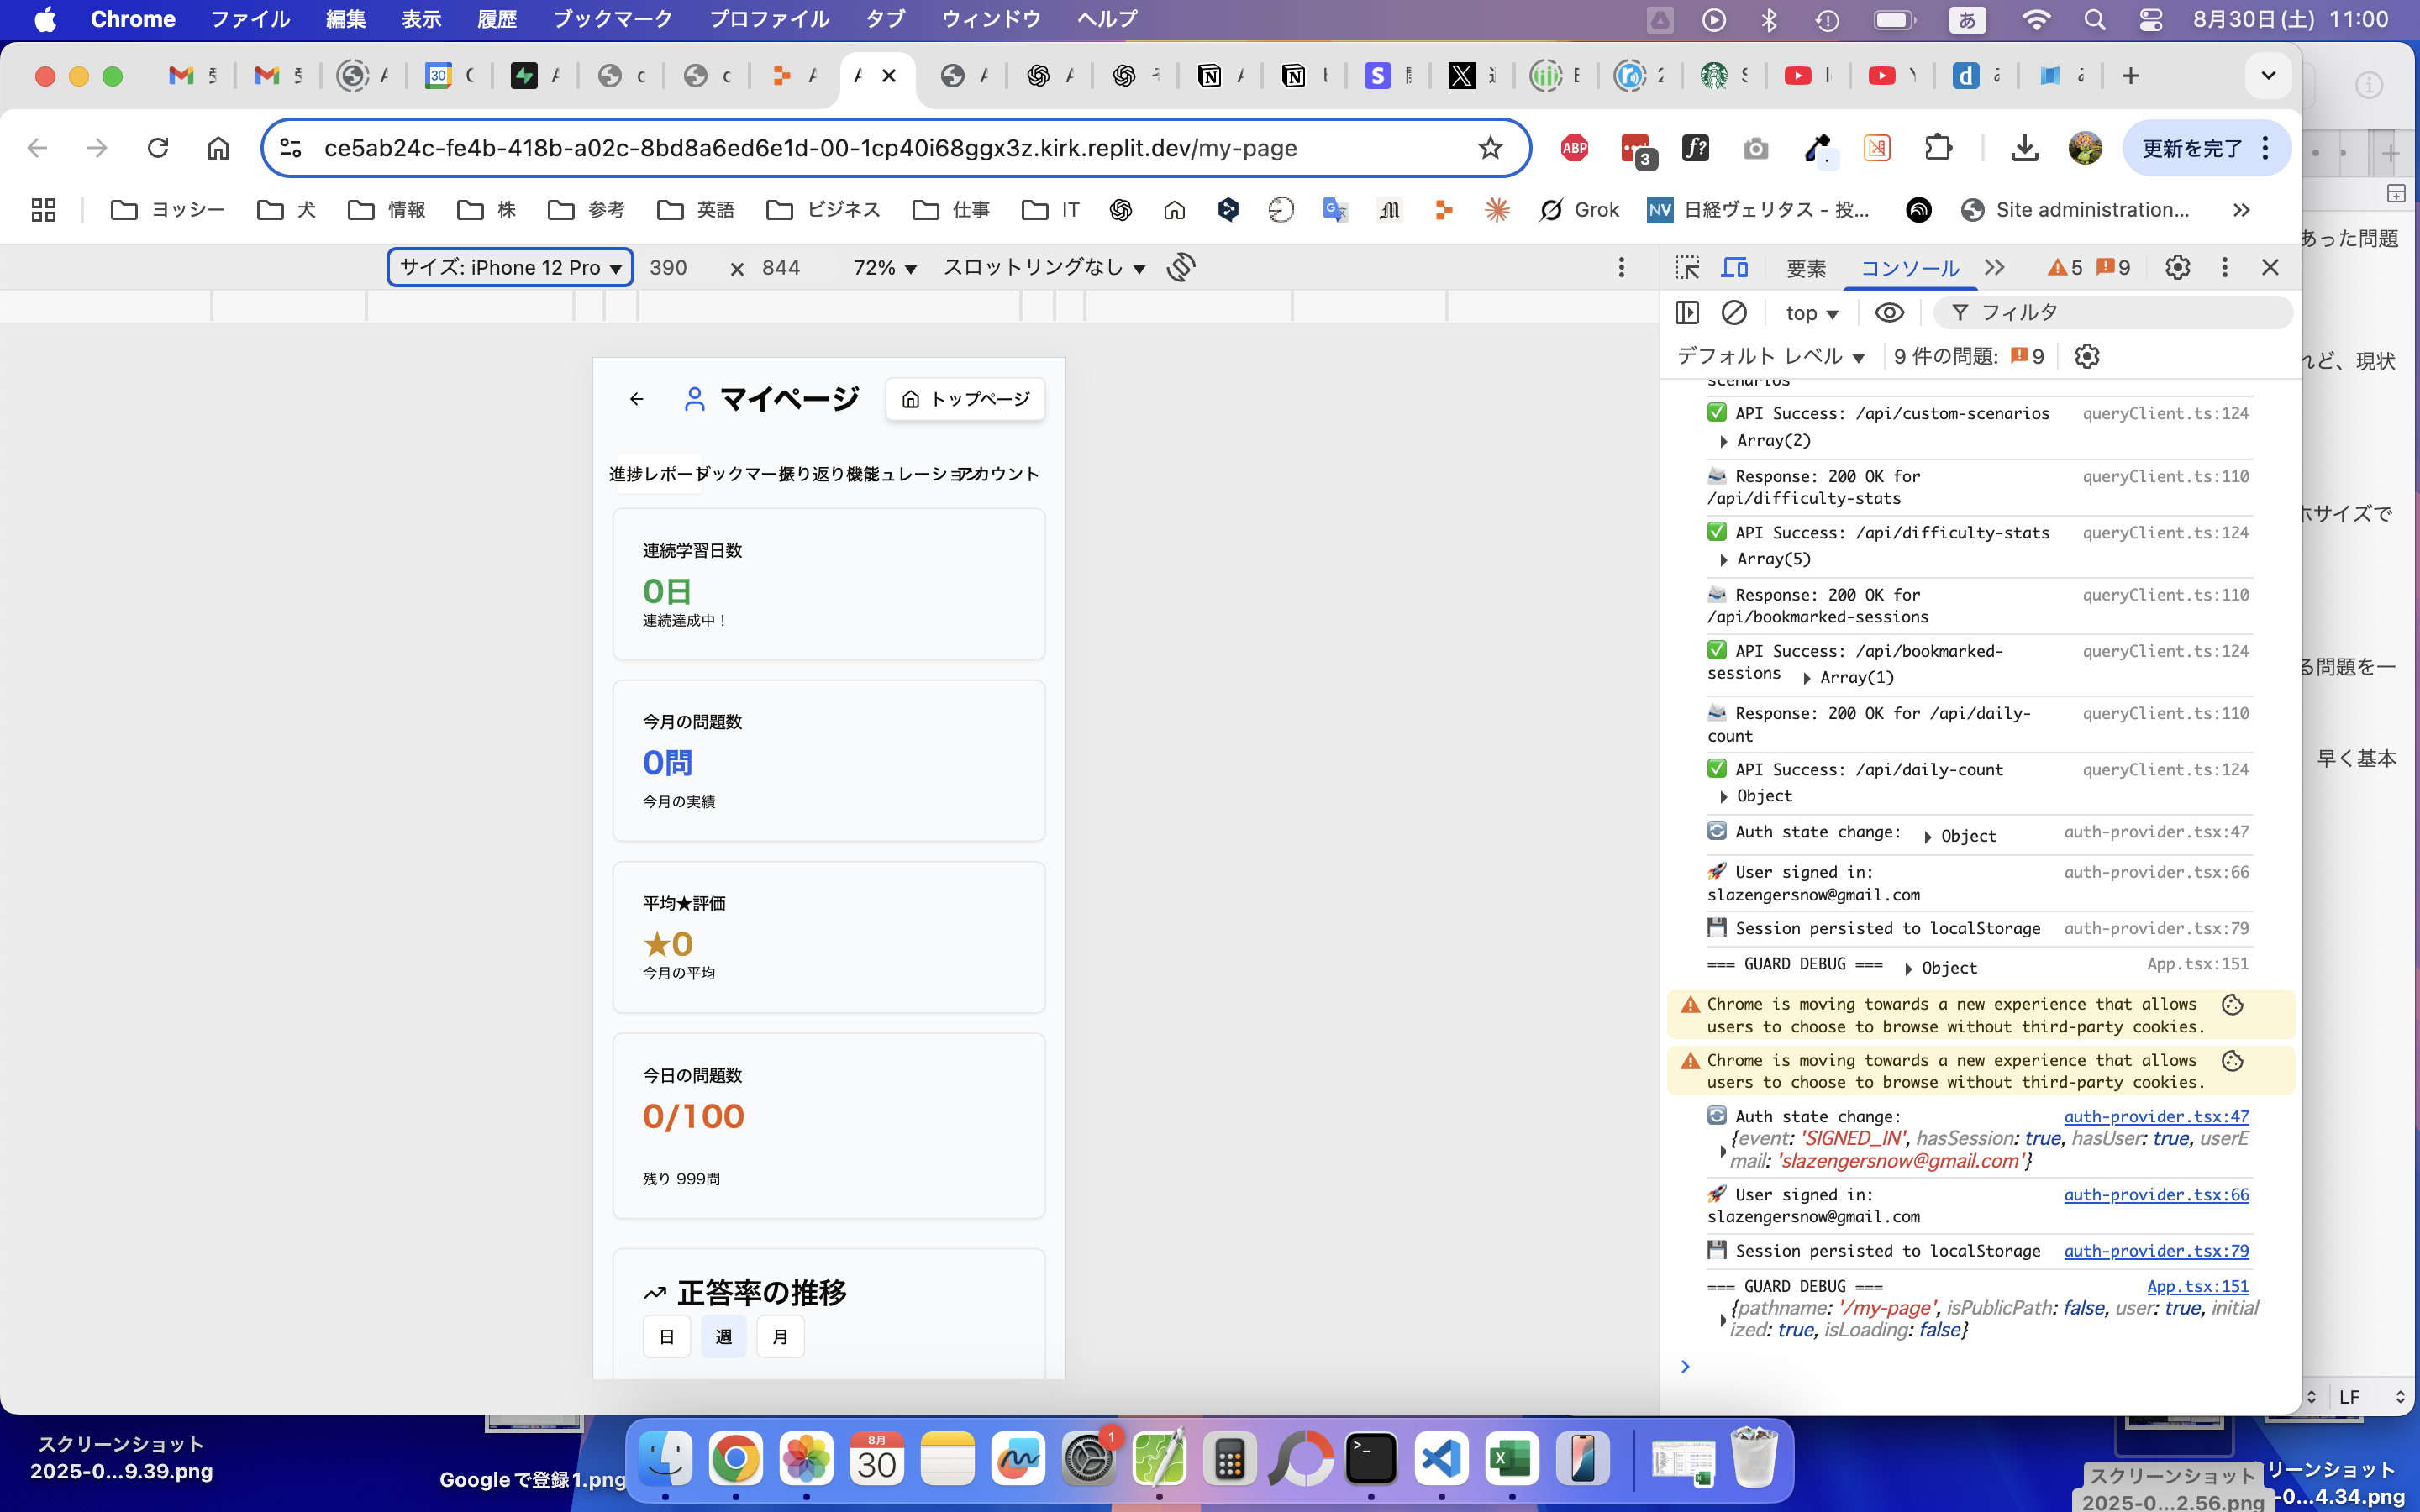 Chrome ファイル 編集 表示 履歴 ブックマーク プロファイル タブ ウィンドウ ヘルプ
あ 8月30日(土) 11:00
ce5ab24c-fe4b-418b-a02c-8bd8a6ed6e1d-00-1cp40i68ggx3z.kirk.replit.dev/my-page
ABP 3 f? 更新を完了
ヨッシー 犬 情報 株 参考 英語 ビジネス 仕事 IT Grok NV 日経ヴェリタス - 投... Site administration...
サイズ: iPhone 12 Pro 390 × 844 72% スロットリングなし
要素 コンソール 5 9
top フィルタ
デフォルト レベル 9 件の問題: 9
マイページ トップページ
進捗レポート ブックマーク 振り返り機能 アカウント
連続学習日数
0日
連続達成中！
今月の問題数
0問
今月の実績
平均★評価
★0
今月の平均
今日の問題数
0/100
残り 999問
正答率の推移
日 週 月
scenarios
API Success: /api/custom-scenarios queryClient.ts:124
Array(2)
Response: 200 OK for queryClient.ts:110
/api/difficulty-stats
API Success: /api/difficulty-stats queryClient.ts:124
Array(5)
Response: 200 OK for queryClient.ts:110
/api/bookmarked-sessions
API Success: /api/bookmarked- queryClient.ts:124
sessions Array(1)
Response: 200 OK for /api/daily- queryClient.ts:110
count
API Success: /api/daily-count queryClient.ts:124
Object
Auth state change: Object auth-provider.tsx:47
User signed in: auth-provider.tsx:66
slazengersnow@gmail.com
Session persisted to localStorage auth-provider.tsx:79
=== GUARD DEBUG === Object App.tsx:151
Chrome is moving towards a new experience that allows
users to choose to browse without third-party cookies.
Chrome is moving towards a new experience that allows
users to choose to browse without third-party cookies.
Auth state change: auth-provider.tsx:47
{event: 'SIGNED_IN', hasSession: true, hasUser: true, userE
mail: 'slazengersnow@gmail.com'}
User signed in: auth-provider.tsx:66
slazengersnow@gmail.com
Session persisted to localStorage auth-provider.tsx:79
=== GUARD DEBUG === App.tsx:151
{pathname: '/my-page', isPublicPath: false, user: true, initial
ized: true, isLoading: false}
あった問題
れど、現状
ホサイズで
る問題を一
早く基本
LF
スクリーンショット
2025-0...9.39.png
Googleで登録1.png
8月
30
1
スクリーンショット
2025-0...2.56.png
リーンショット
-0...4.34.png